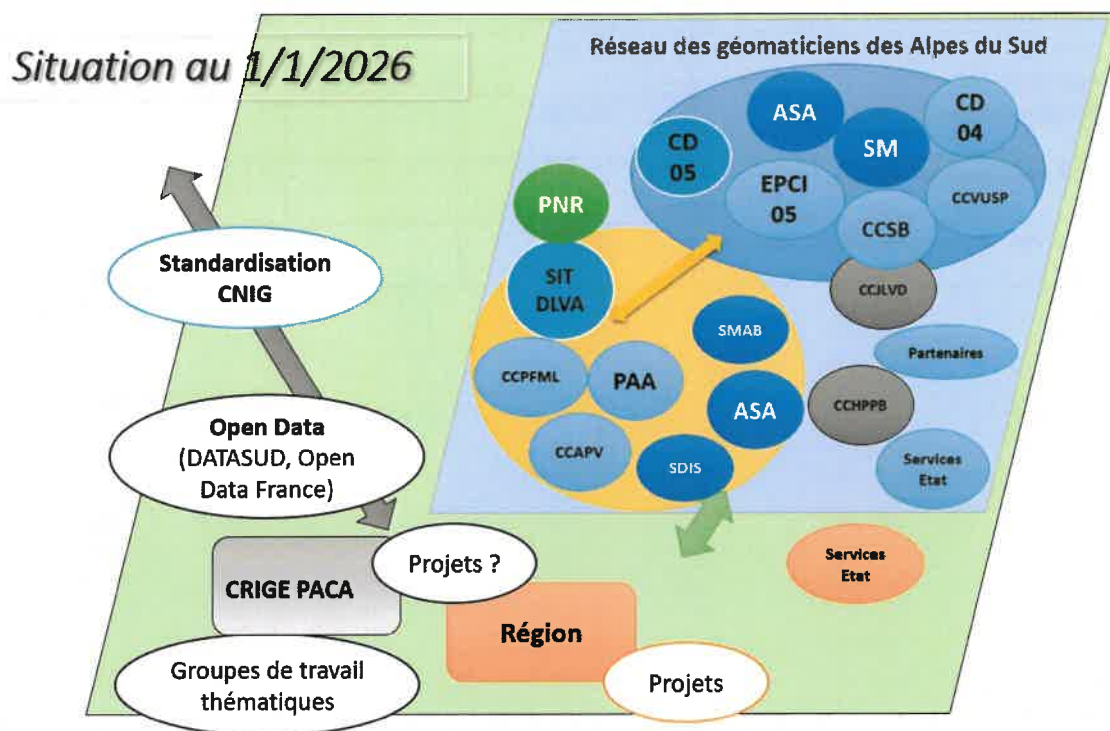 Situation au 1/1/2026
Réseau des géomaticiens des Alpes du Sud
ASA
CD
04
CD
05
SM
EPCI
05
CCVUSP
PNR
CCSB
Standardisation
CNIG
SIT
DLVA
CCJLVD
SMAB
Partenaires
CCPFML
PAA
ASA
CCHPPB
Open Data
(DATASUD, Open
Data France)
CCAPV
SDIS
Services
Etat
Projets ?
Services
Etat
CRIGE PACA
Région
Groupes de travail
thématiques
Projets